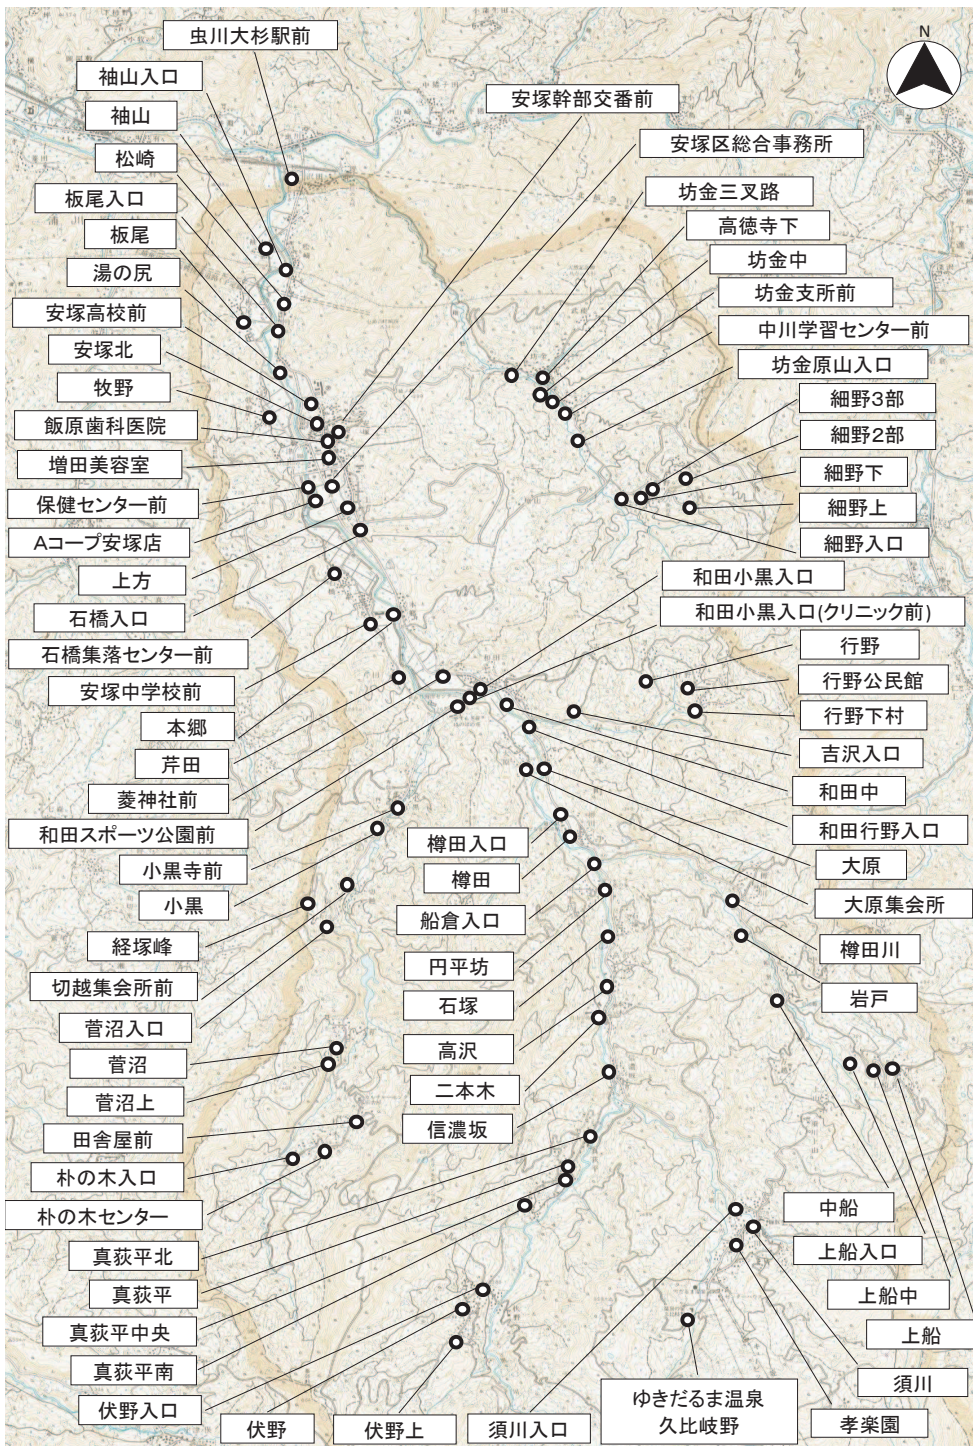 N
虫川大杉駅前
袖山入口
袖山
松崎
板尾入口
板尾
湯の尻
安塚高校前
安塚北
牧野
飯原歯科医院
増田美容室
保健センター前
Aコープ安塚店
上方
石橋入口
石橋集落センター前
安塚中学校前
本郷
芹田
菱神社前
和田スポーツ公園前
小黒寺前
小黒
経塚峰
切越集会所前
菅沼入口
菅沼
菅沼上
田舎屋前
朴の木入口
朴の木センター
真荻平北
真荻平
真荻平中央
真荻平南
伏野入口
伏野
伏野上
須川入口
安塚幹部交番前
安塚区総合事務所
坊金三叉路
高徳寺下
坊金中
坊金支所前
中川学習センター前
坊金原山入口
細野3部
細野2部
細野下
細野上
細野入口
和田小黒入口
和田小黒入口(クリニック前)
行野
行野公民館
行野下村
吉沢入口
和田中
和田行野入口
大原
大原集会所
樽田入口
樽田
船倉入口
円平坊
石塚
高沢
二本木
信濃坂
樽田川
岩戸
中船
上船入口
上船中
上船
須川
孝楽園
ゆきだるま温泉
久比岐野